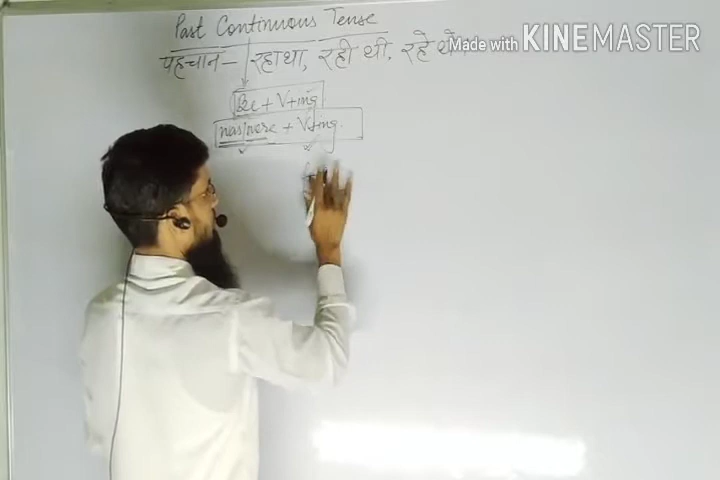 Past Continuous Tense
पहचान - रहा था, रही थी, रहे थे
Made with KINEMASTER
Be + V+ing
was/were + V+ing.